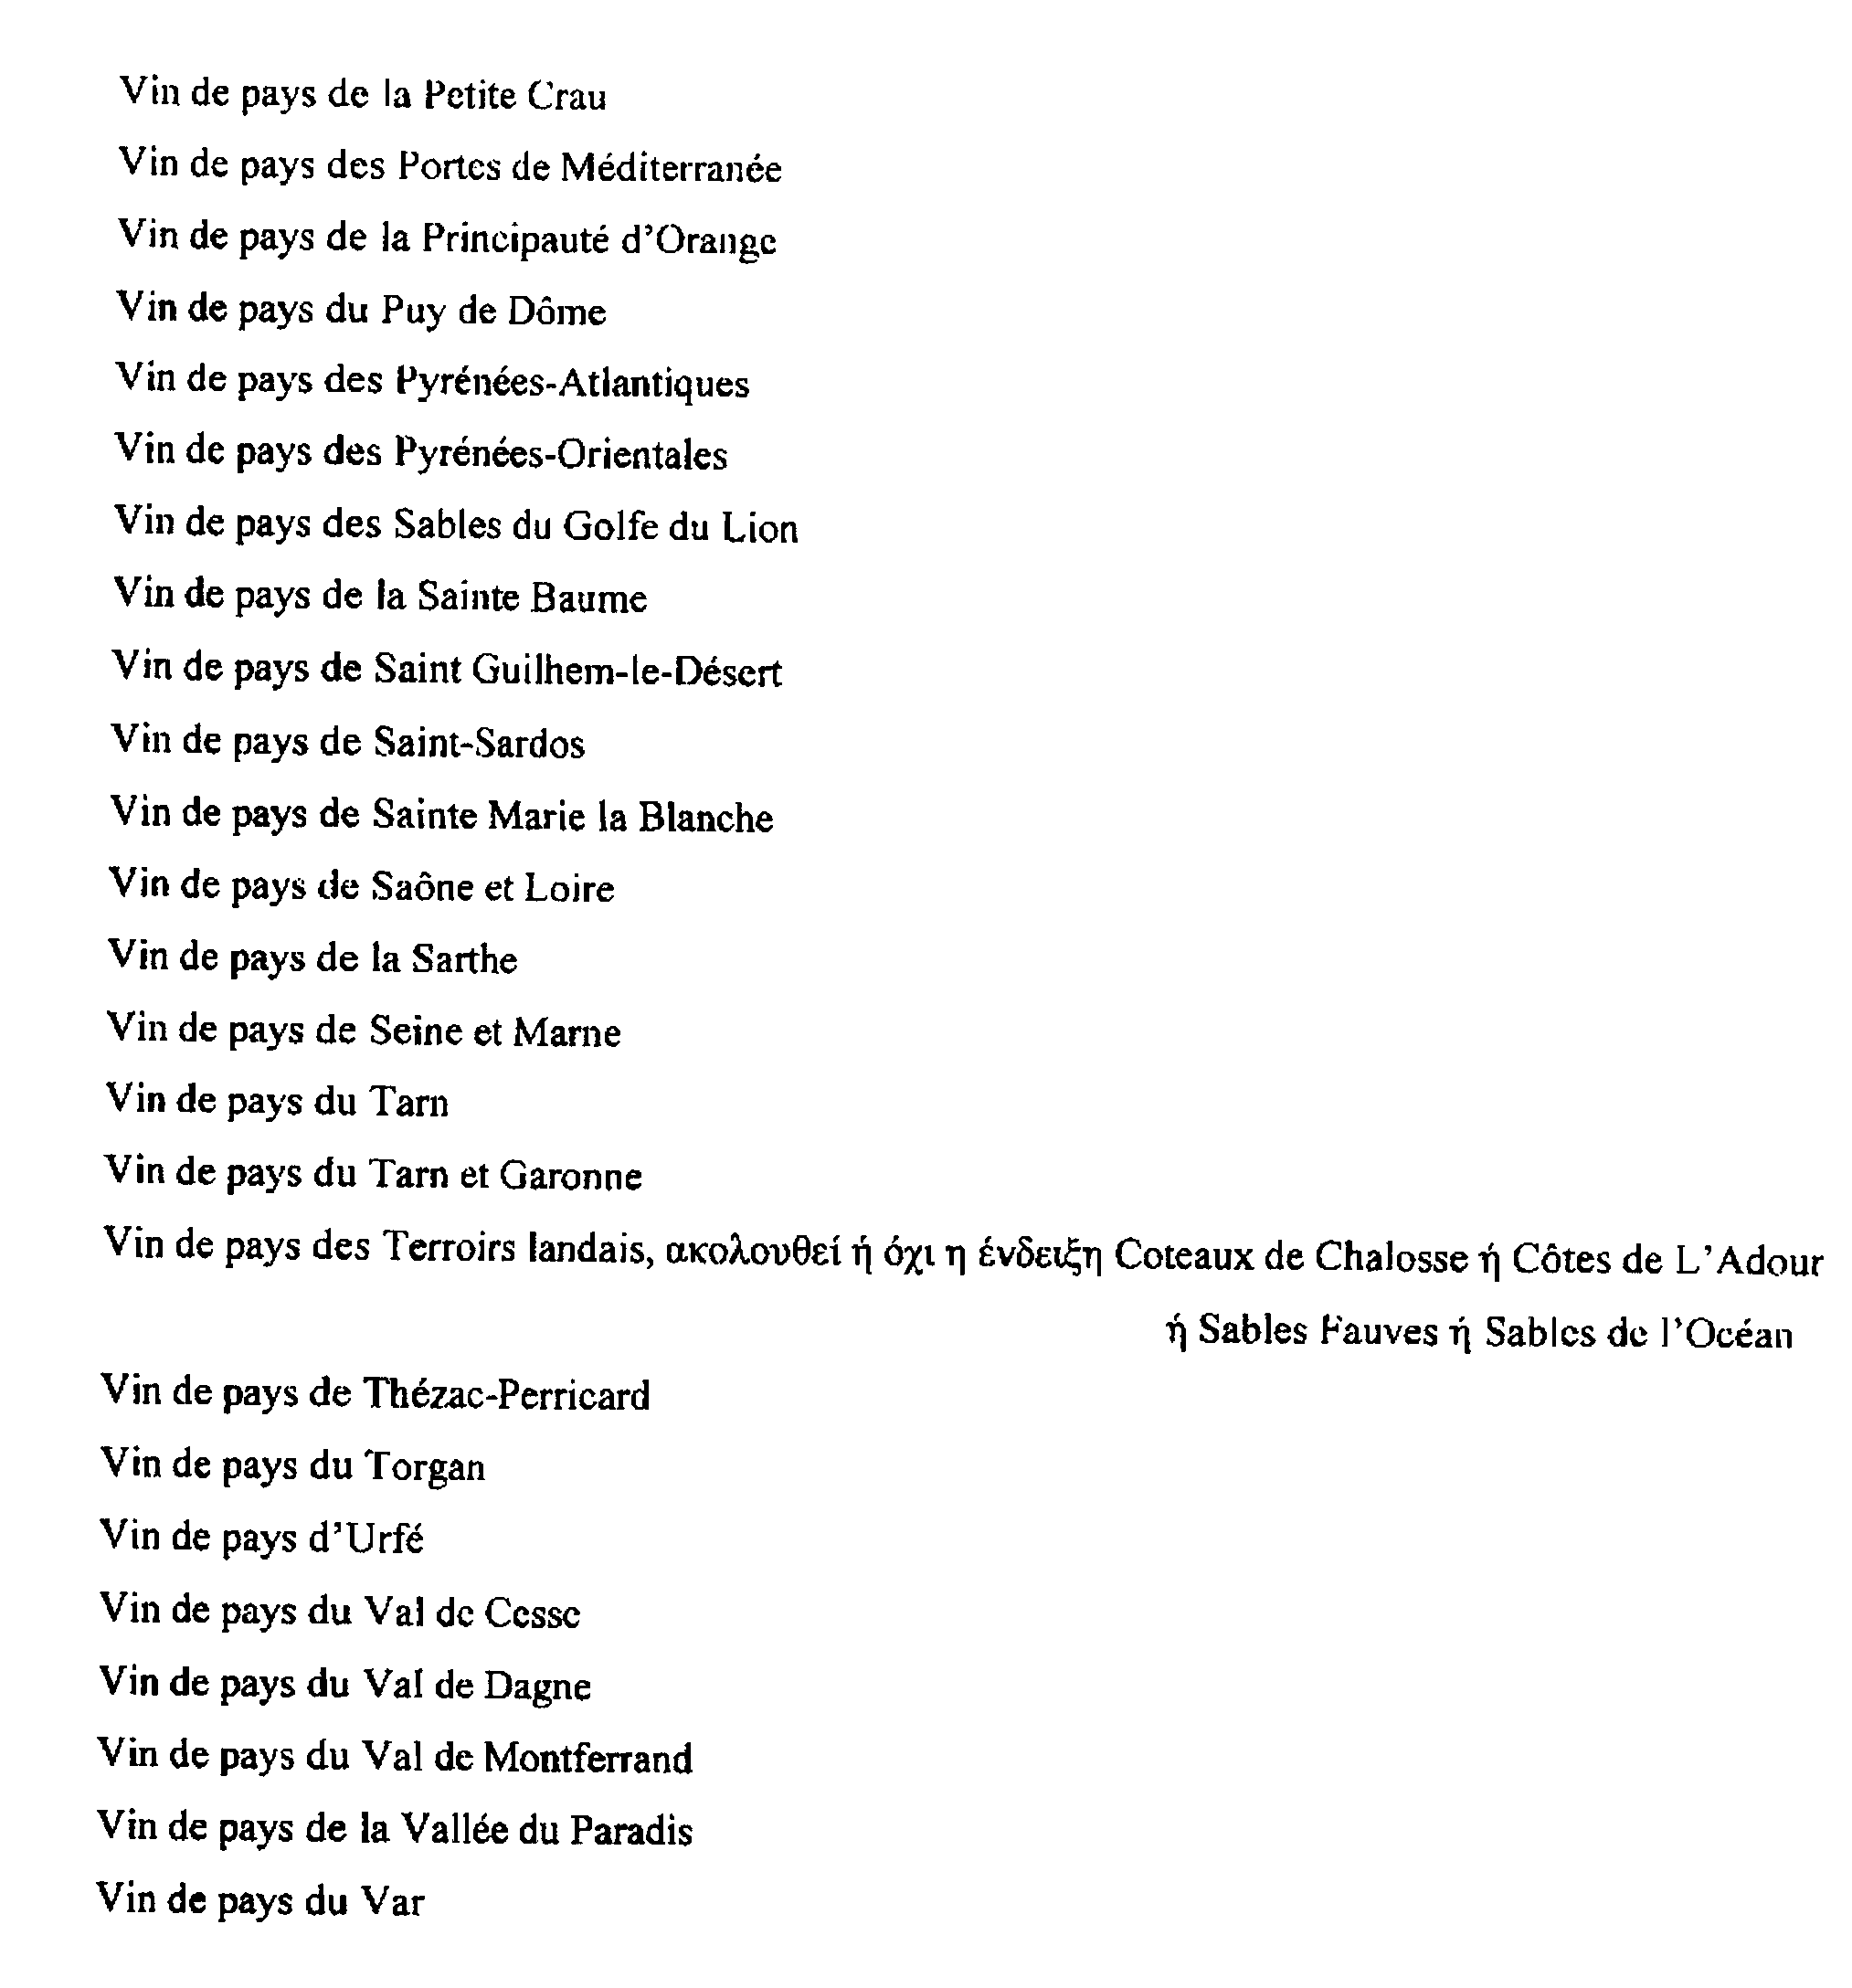 Vin de pays de la Petite Crau
Vin de pays des Portes de Méditerranée
Vin de pays de la Principauté d'Orange
Vin de pays du Puy de Dôme
Vin de pays des Pyrénées-Atlantiques
Vin de pays des Pyrénées-Orientales
Vin de pays des Sables du Golfe du Lion
Vin de pays de la Sainte Baume
Vin de pays de Saint Guilhem-le-Désert
Vin de pays de Saint-Sardos
Vin de pays de Sainte Marie la Blanche
Vin de pays de Saône et Loire
Vin de pays de la Sarthe
Vin de pays de Seine et Marne
Vin de pays du Tarn
Vin de pays du Tarn et Garonne
Vin de pays des Terroirs landais, ακολουθεί ή όχι η ένδειξη Coteaux de Chalosse ή Côtes de L'Adour
ή Sables Fauves ή Sables de l'Océan
Vin de pays de Thézac-Perricard
Vin de pays du Torgan
Vin de pays d'Urfé
Vin de pays du Val de Cesse
Vin de pays du Val de Dagne
Vin de pays du Val de Montferrand
Vin de pays de la Vallée du Paradis
Vin de pays du Var